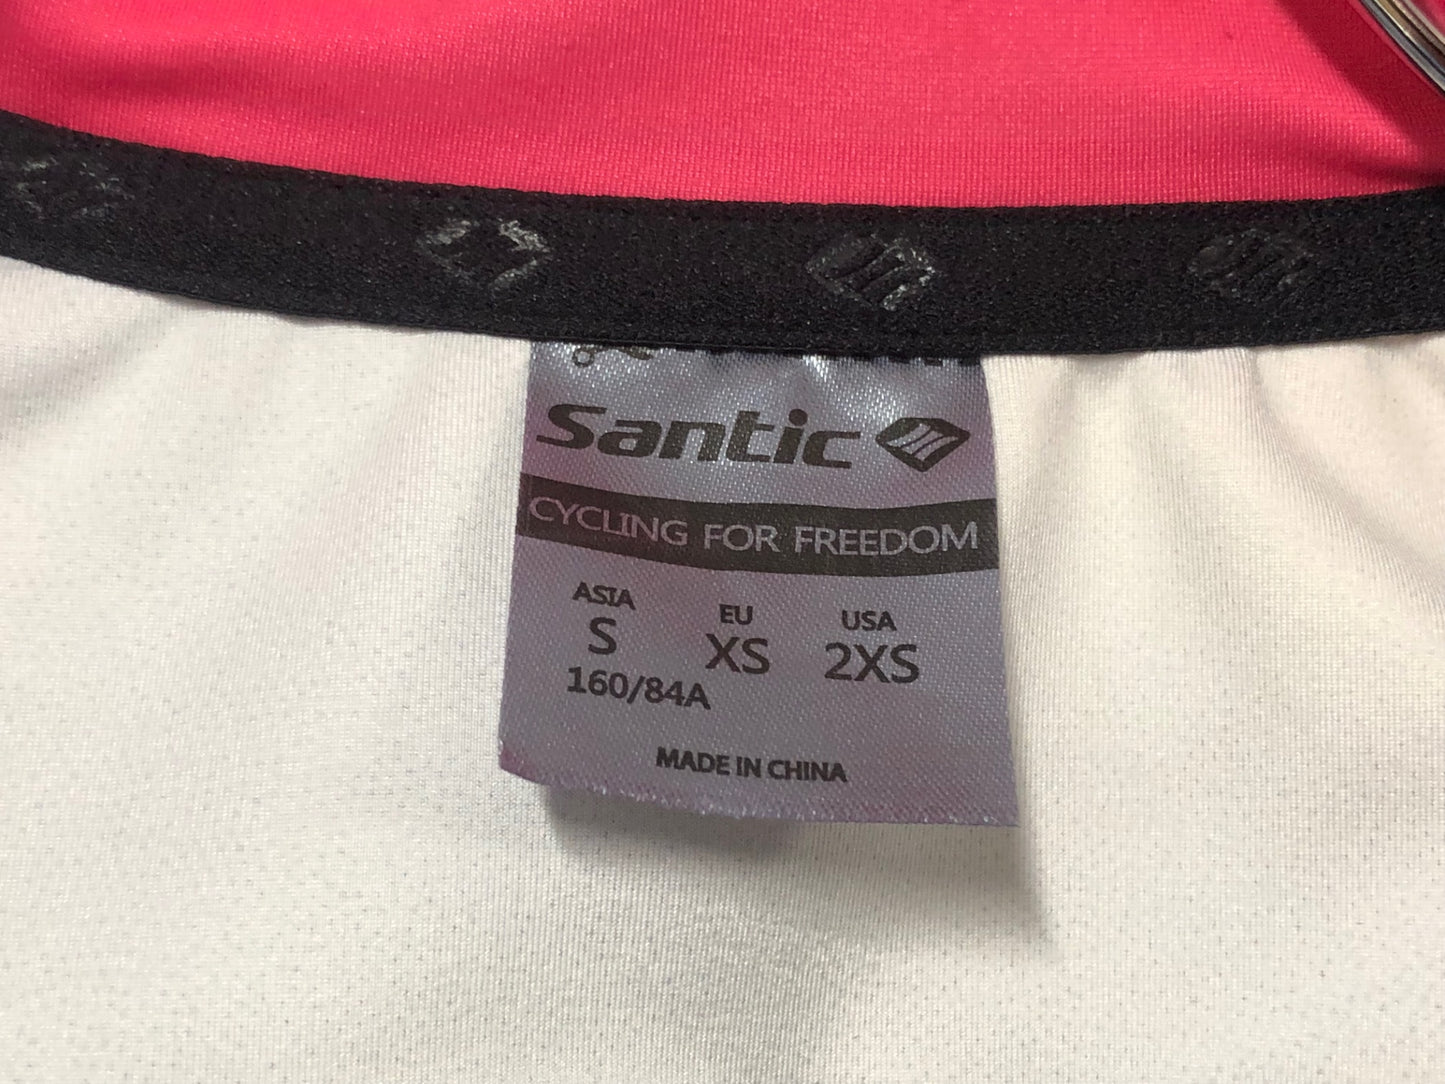 Santic
CYCLING FOR FREEDOM
ASIA EU USA
S XS 2XS
160/84A
MADE IN CHINA